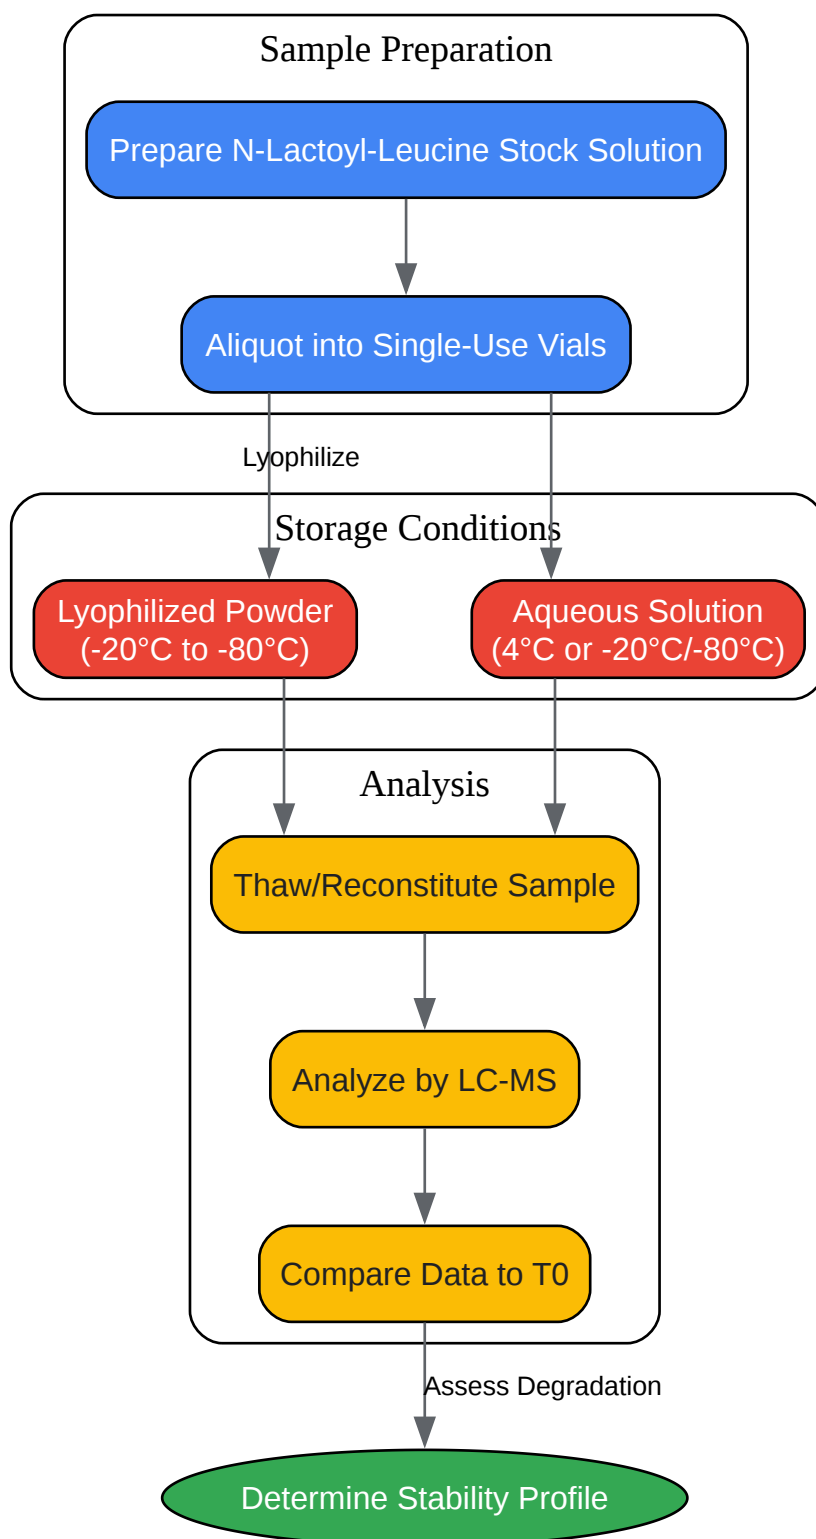 Sample Preparation
Prepare N-Lactoyl-Leucine Stock Solution
Aliquot into Single-Use Vials
Lyophilize
Storage Conditions
Lyophilized Powder
(-20°C to -80°C)
Aqueous Solution
(4°C or -20°C/-80°C)
Analysis
Thaw/Reconstitute Sample
Analyze by LC-MS
Compare Data to T0
Assess Degradation
Determine Stability Profile